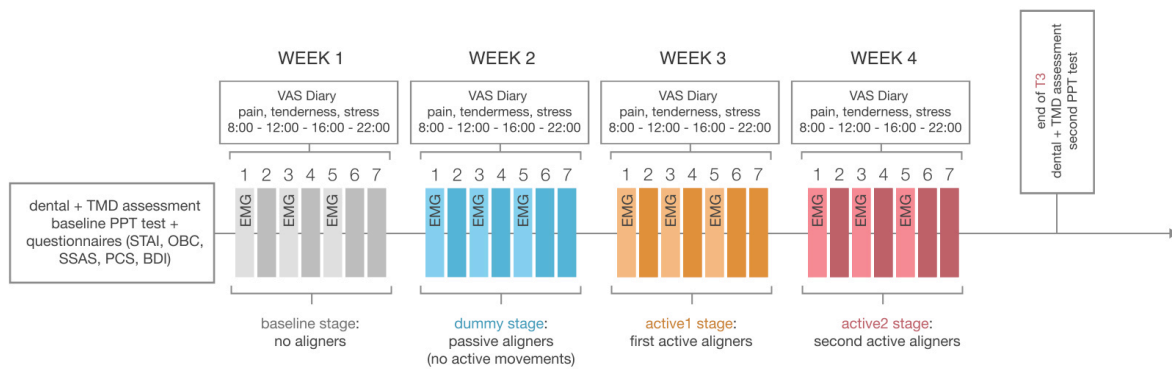 dental + TMD assessment
baseline PPT test +
questionnaires (STAI, OBC,
SSAS, PCS, BDI)
WEEK 1
VAS Diary
pain, tenderness, stress
8:00 - 12:00 - 16:00 - 22:00
1 2 3 4 5 6 7
EMG EMG EMG
baseline stage:
no aligners
WEEK 2
VAS Diary
pain, tenderness, stress
8:00 - 12:00 - 16:00 - 22:00
1 2 3 4 5 6 7
EMG EMG EMG
dummy stage:
passive aligners
(no active movements)
WEEK 3
VAS Diary
pain, tenderness, stress
8:00 - 12:00 - 16:00 - 22:00
1 2 3 4 5 6 7
EMG EMG EMG
active1 stage:
first active aligners
WEEK 4
VAS Diary
pain, tenderness, stress
8:00 - 12:00 - 16:00 - 22:00
1 2 3 4 5 6 7
EMG EMG EMG
active2 stage:
second active aligners
end of T3
dental + TMD assessment
second PPT test